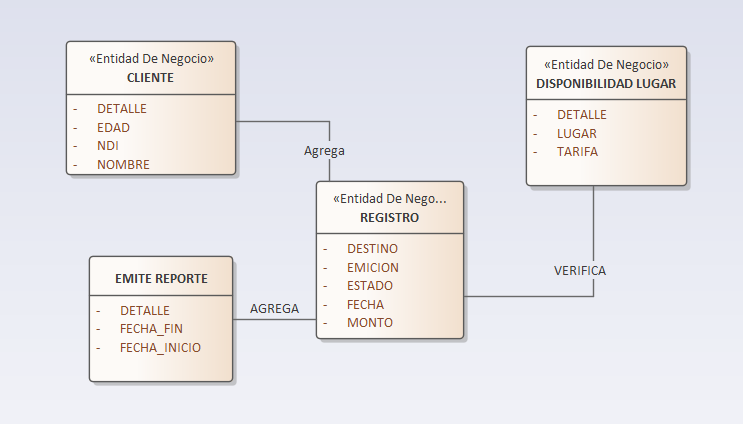 «Entidad De Negocio»
CLIENTE
- DETALLE
- EDAD
- NDI
- NOMBRE
«Entidad De Negocio»
DISPONIBILIDAD LUGAR
- DETALLE
- LUGAR
- TARIFA
Agrega
«Entidad De Nego...
REGISTRO
- DESTINO
- EMICION
- ESTADO
- FECHA
- MONTO
VERIFICA
EMITE REPORTE
- DETALLE
- FECHA_FIN
- FECHA_INICIO
AGREGA